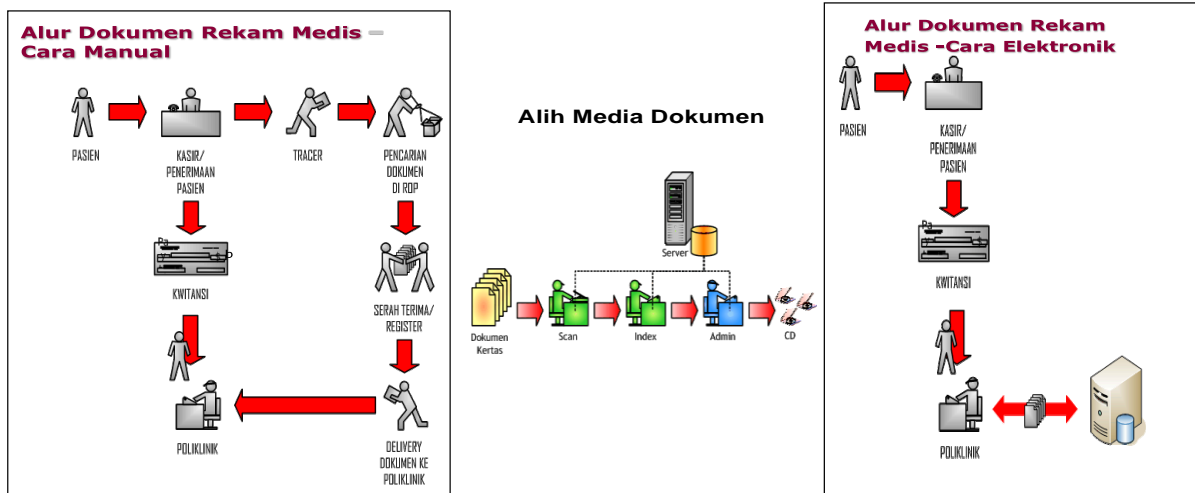 Alur Dokumen Rekam Medis –
Cara Manual
PASIEN
KASIR/
PENERIMAAN
PASIEN
TRACER
PENCARIAN
DOKUMEN
DI RDP
KWITANSI
SERAH TERIMA/
REGISTER
POLIKLINIK
DELIVERY
DOKUMEN KE
POLIKLINIK
Alih Media Dokumen
Server
Dokumen
Kertas
Scan
Index
Admin
CD
Alur Dokumen Rekam
Medis -Cara Elektronik
PASIEN
KASIR/
PENERIMAAN
PASIEN
KWITANSI
POLIKLINIK